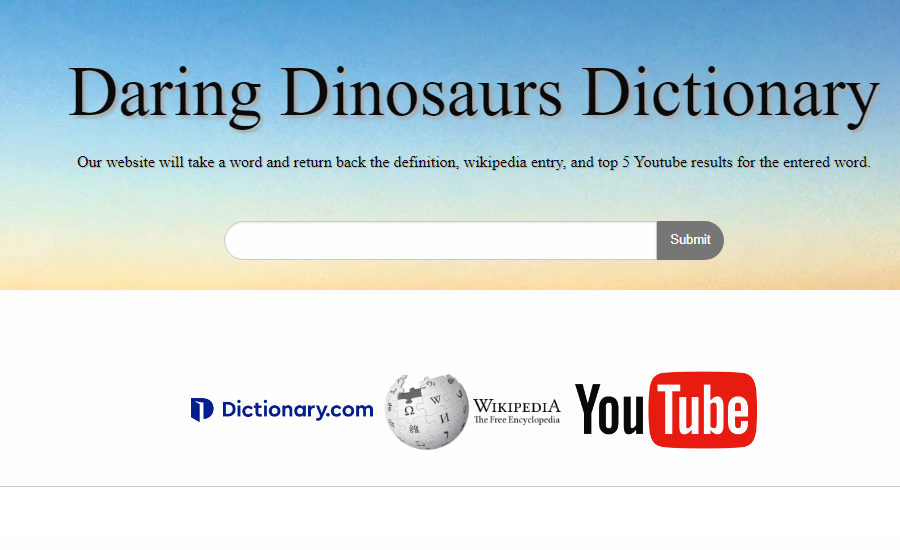 Daring Dinosaurs Dictionary
Our website will take a word and return back the definition, wikipedia entry, and top 5 Youtube results for the entered word.
Submit
Dictionary.com
Ω W И
WIKIPEDIA
The Free Encyclopedia
YouTube